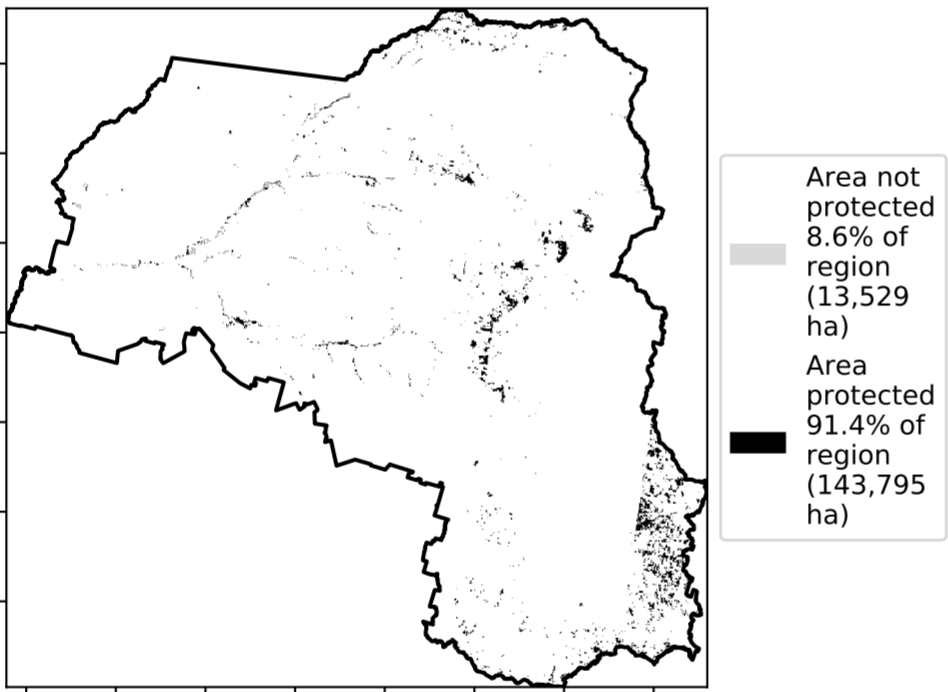 Area not
protected
8.6% of
region
(13,529
ha)
Area
protected
91.4% of
region
(143,795
ha)